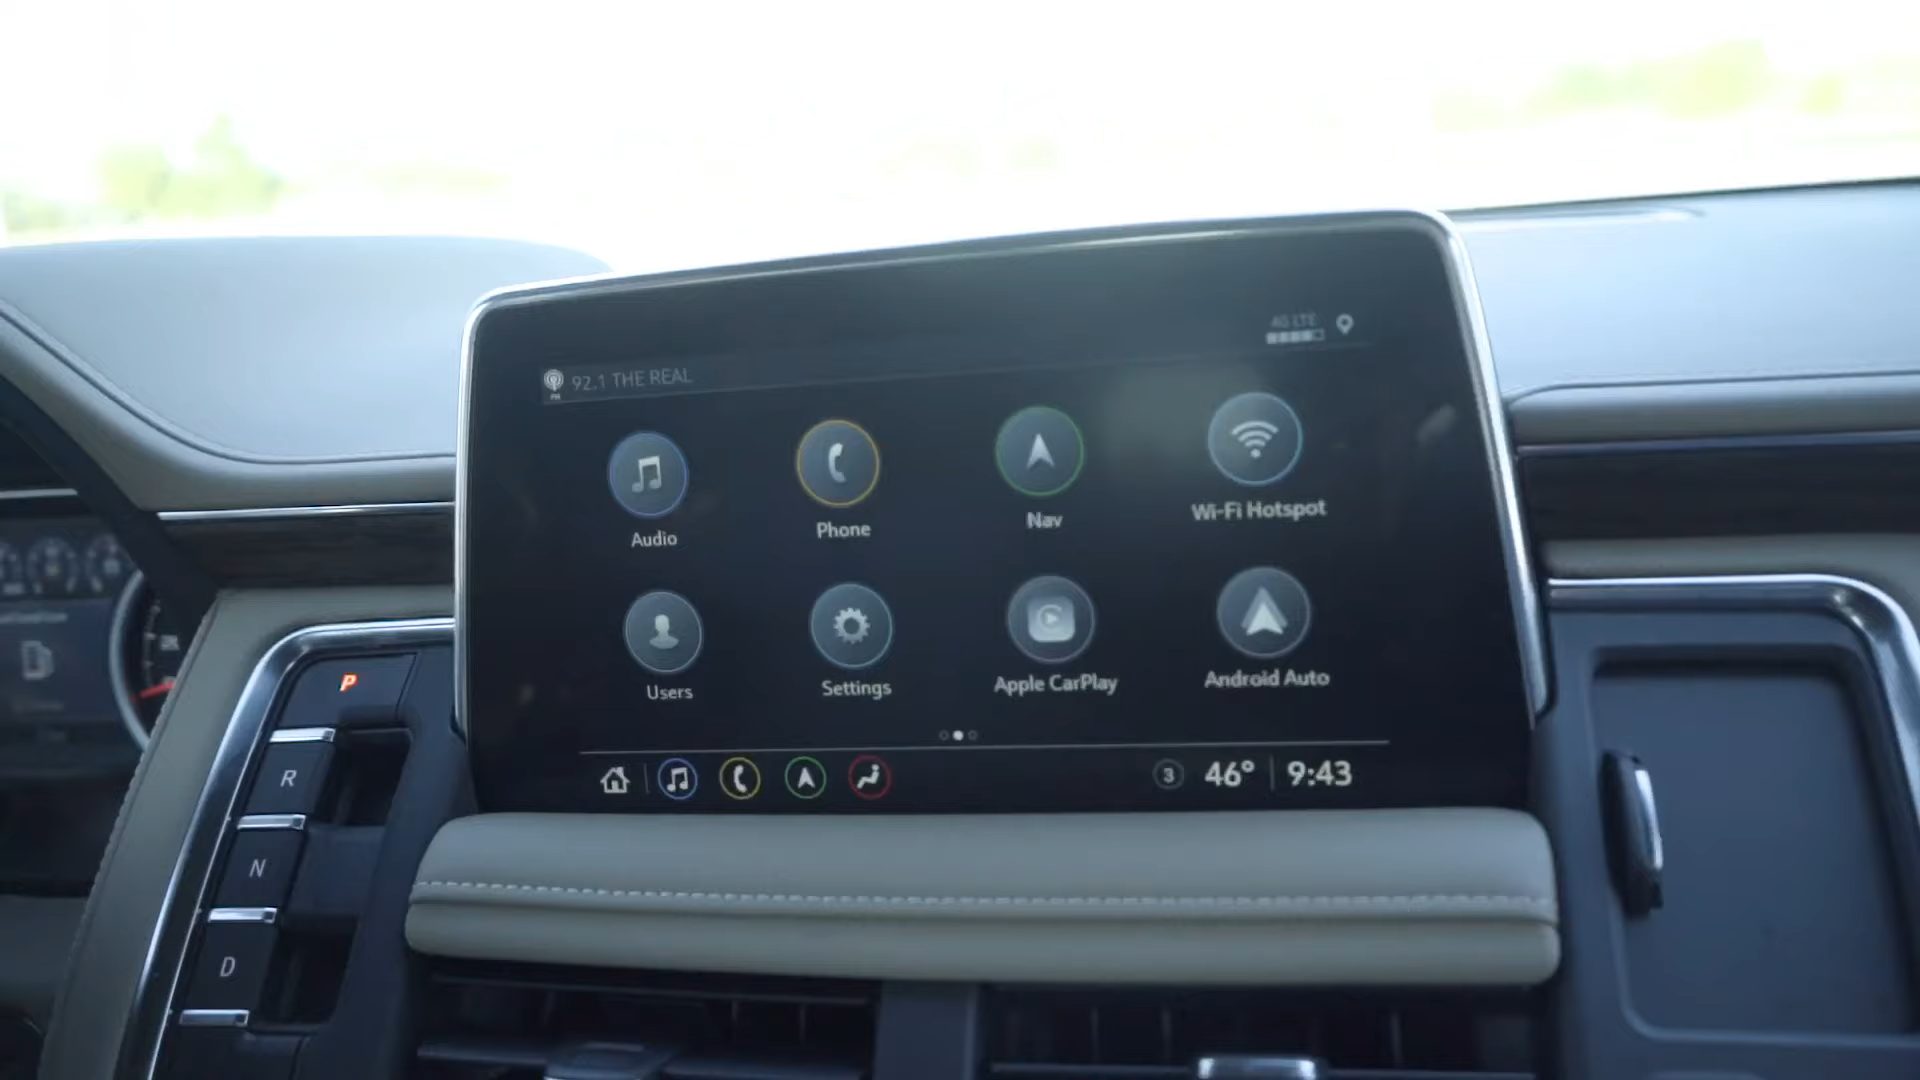 4G LTE
92.1 THE REAL
FM
Audio
Phone
Nav
Wi-Fi Hotspot
Users
Settings
Apple CarPlay
Android Auto
3
46°
9:43
P
R
N
D